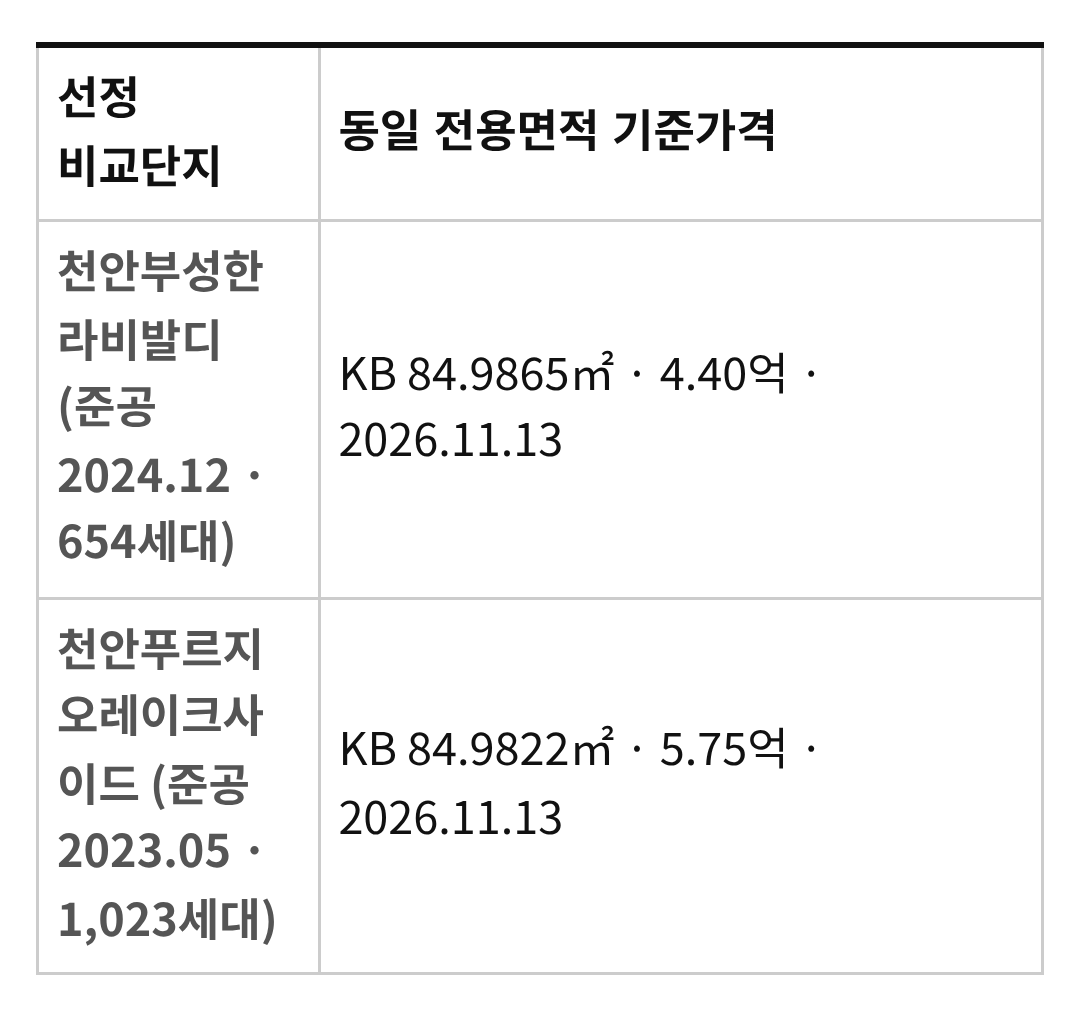 선정
비교단지
동일 전용면적 기준가격
천안부성한
라비발디
(준공
2024.12 ·
654세대)
KB 84.9865㎡ · 4.40억 ·
2026.11.13
천안푸르지
오레이크사
이드 (준공
2023.05 ·
1,023세대)
KB 84.9822㎡ · 5.75억 ·
2026.11.13